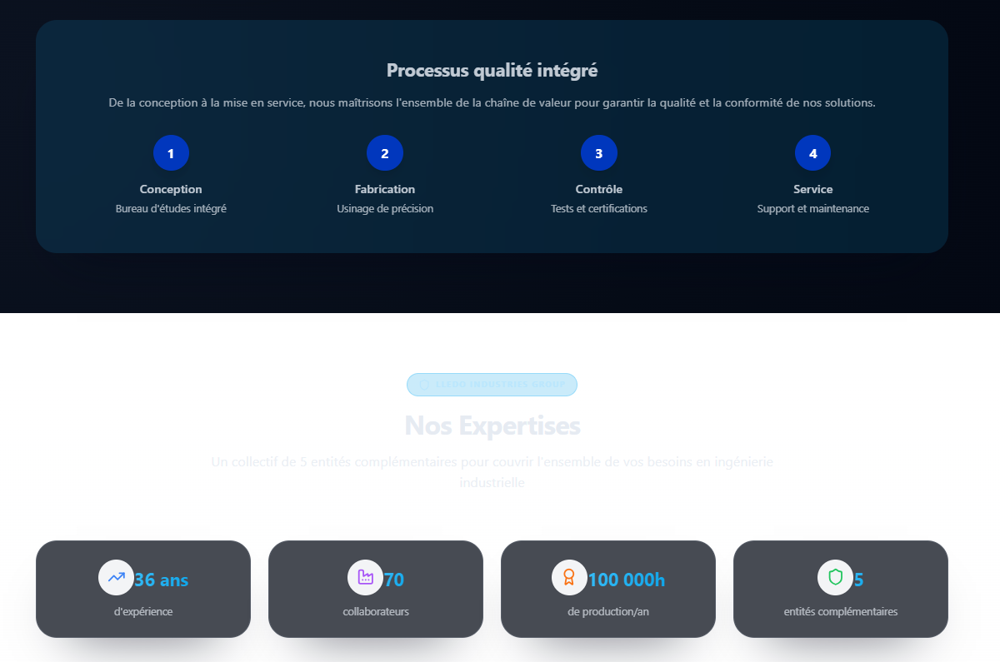 Processus qualité intégré
De la conception à la mise en service, nous maîtrisons l'ensemble de la chaîne de valeur pour garantir la qualité et la conformité de nos solutions.
1
2
3
4
Conception
Fabrication
Contrôle
Service
Bureau d'études intégré
Usinage de précision
Tests et certifications
Support et maintenance
LLEDO INDUSTRIES GROUP
Nos Expertises
Un collectif de 5 entités complémentaires pour couvrir l'ensemble de vos besoins en ingénierie
industrielle
36 ans
70
100 000h
5
d'expérience
collaborateurs
de production/an
entités complémentaires